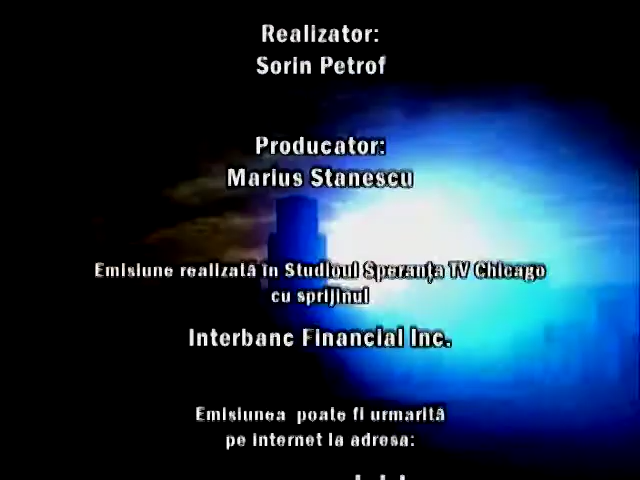 Realizator:
Sorin Petrof
Producator:
Marius Stanescu
Emisiune realizată în Studioul Speranța TV Chicago
cu sprijinul
Interbanc Financial Inc.
Emisiunea poate fi urmarită
pe internet la adresa: